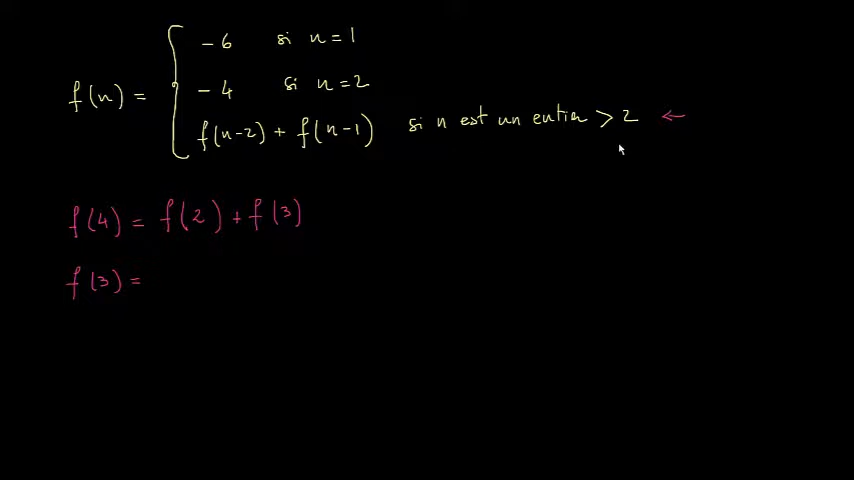 - 6 si n = 1
f(n) = - 4 si n = 2
f(n-2) + f(n-1) si n est un entier > 2 ←
f(4) = f(2) + f(3)
f(3) =